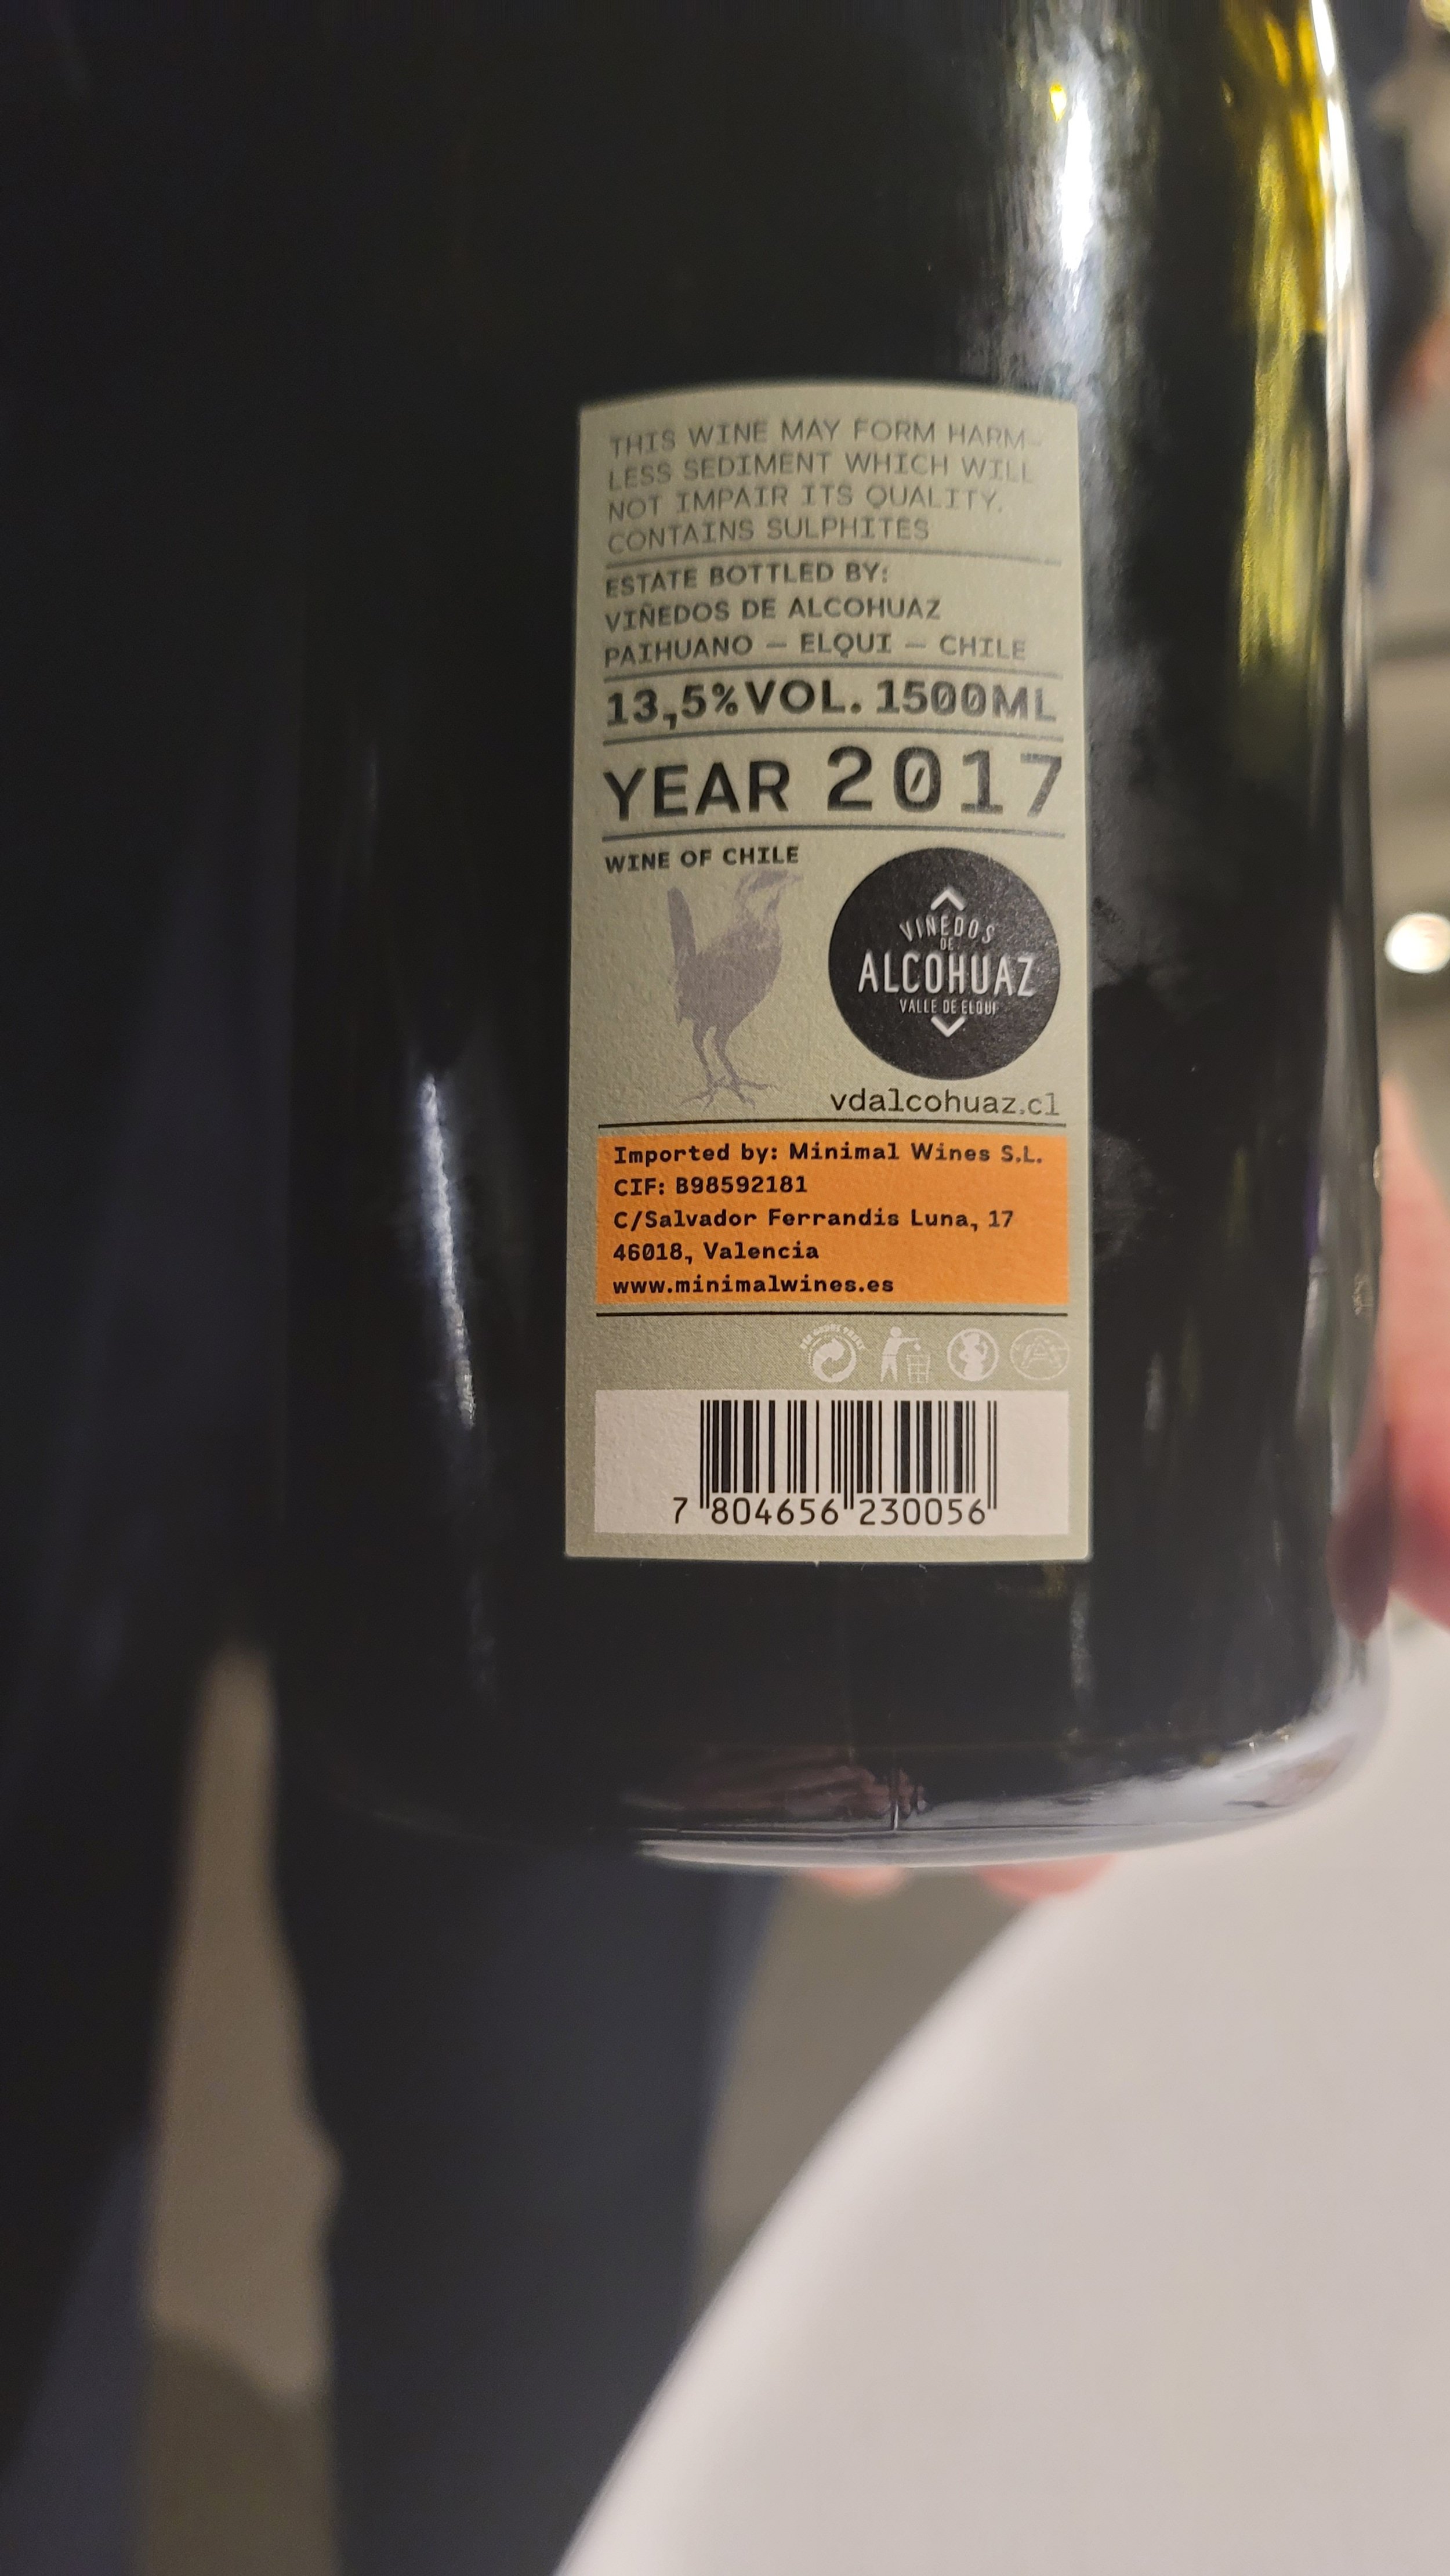 THIS WINE MAY FORM HARM-
LESS SEDIMENT WHICH WILL
NOT IMPAIR ITS QUALITY.
CONTAINS SULPHITES
ESTATE BOTTLED BY:
VIÑEDOS DE ALCOHUAZ
PAIHUANO — ELQUI — CHILE
13,5%VOL. 1500ML
YEAR 2017
WINE OF CHILE
VIÑEDOS
DE
ALCOHUAZ
VALLE DE ELQUI
vdalcohuaz.cl
Imported by: Minimal Wines S.L.
CIF: B98592181
C/Salvador Ferrandis Luna, 17
46018, Valencia
www.minimalwines.es
7 804656 230056